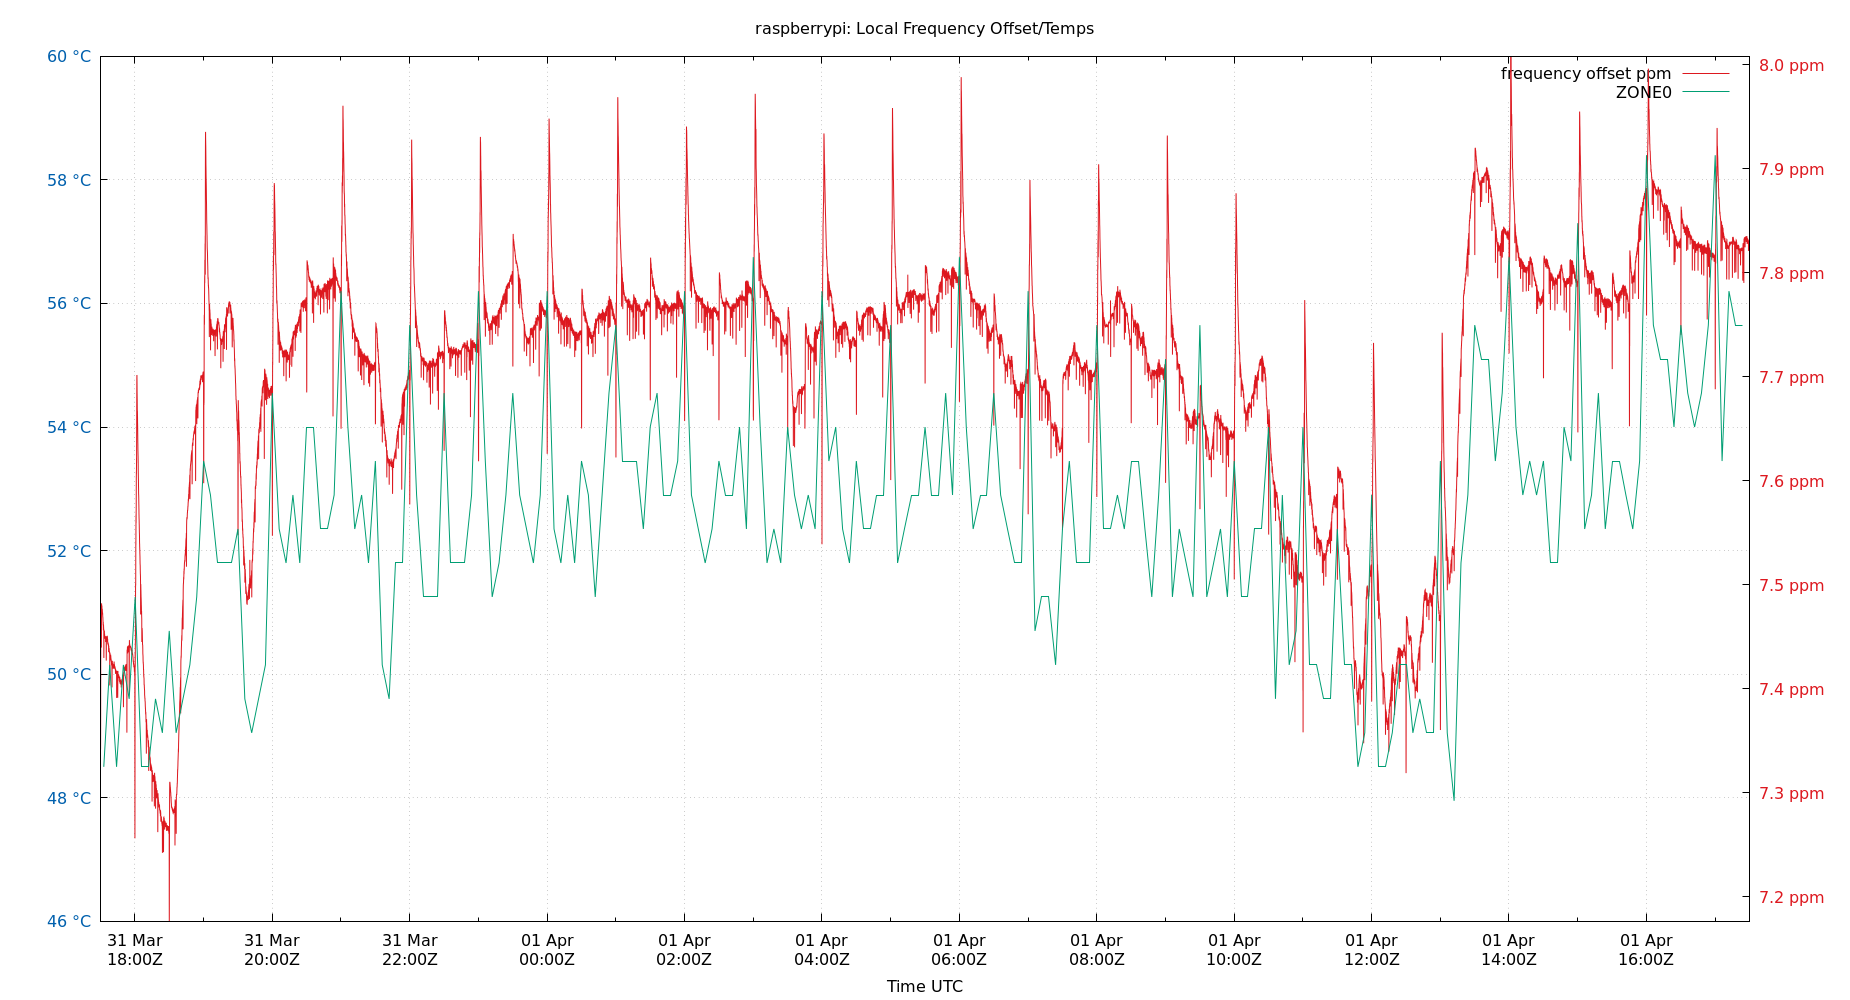 raspberrypi: Local Frequency Offset/Temps
60 °C
58 °C
56 °C
54 °C
52 °C
50 °C
48 °C
46 °C
8.0 ppm
7.9 ppm
7.8 ppm
7.7 ppm
7.6 ppm
7.5 ppm
7.4 ppm
7.3 ppm
7.2 ppm
frequency offset ppm
ZONE0
31 Mar 31 Mar 31 Mar 01 Apr 01 Apr 01 Apr 01 Apr 01 Apr 01 Apr 01 Apr 01 Apr 01 Apr
18:00Z 20:00Z 22:00Z 00:00Z 02:00Z 04:00Z 06:00Z 08:00Z 10:00Z 12:00Z 14:00Z 16:00Z
Time UTC